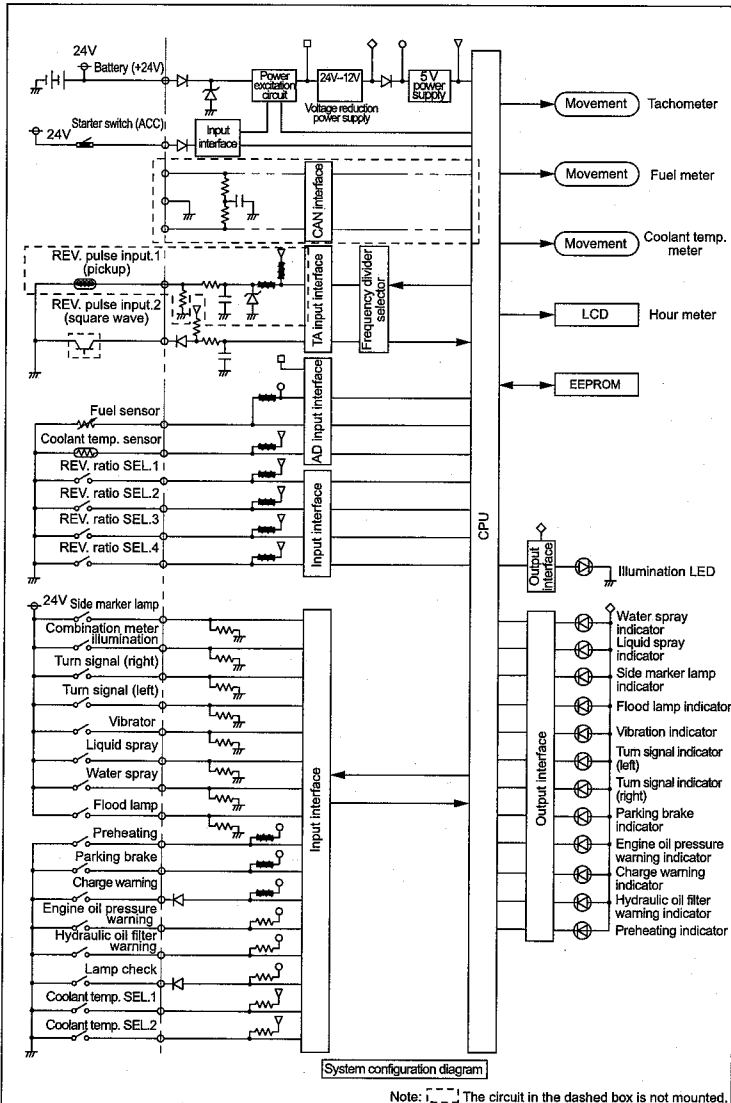 24V
Battery (+24V)
Power
excitation
circuit
24V~12V
Voltage reduction
power supply
5V
power
supply
Starter switch (ACC)
24V
Input
interface
CAN interface
REV. pulse input.1
(pickup)
REV. pulse input.2
(square wave)
TA input interface
Frequency divider
selector
Fuel sensor
Coolant temp. sensor
AD input interface
REV. ratio SEL.1
REV. ratio SEL.2
REV. ratio SEL.3
REV. ratio SEL.4
Input interface
24V
Side marker lamp
Combination meter
illumination
Turn signal (right)
Turn signal (left)
Vibrator
Liquid spray
Water spray
Flood lamp
Preheating
Parking brake
Charge warning
Engine oil pressure
warning
Hydraulic oil filter
warning
Lamp check
Coolant temp. SEL.1
Coolant temp. SEL.2
Input interface
CPU
Movement
Tachometer
Movement
Fuel meter
Movement
Coolant temp.
meter
LCD
Hour meter
EEPROM
Output
interface
Illumination LED
Output interface
Water spray
indicator
Liquid spray
indicator
Side marker lamp
indicator
Flood lamp indicator
Vibration indicator
Turn signal indicator
(left)
Turn signal indicator
(right)
Parking brake
indicator
Engine oil pressure
warning indicator
Charge warning
indicator
Hydraulic oil filter
warning indicator
Preheating indicator
System configuration diagram
Note: The circuit in the dashed box is not mounted.